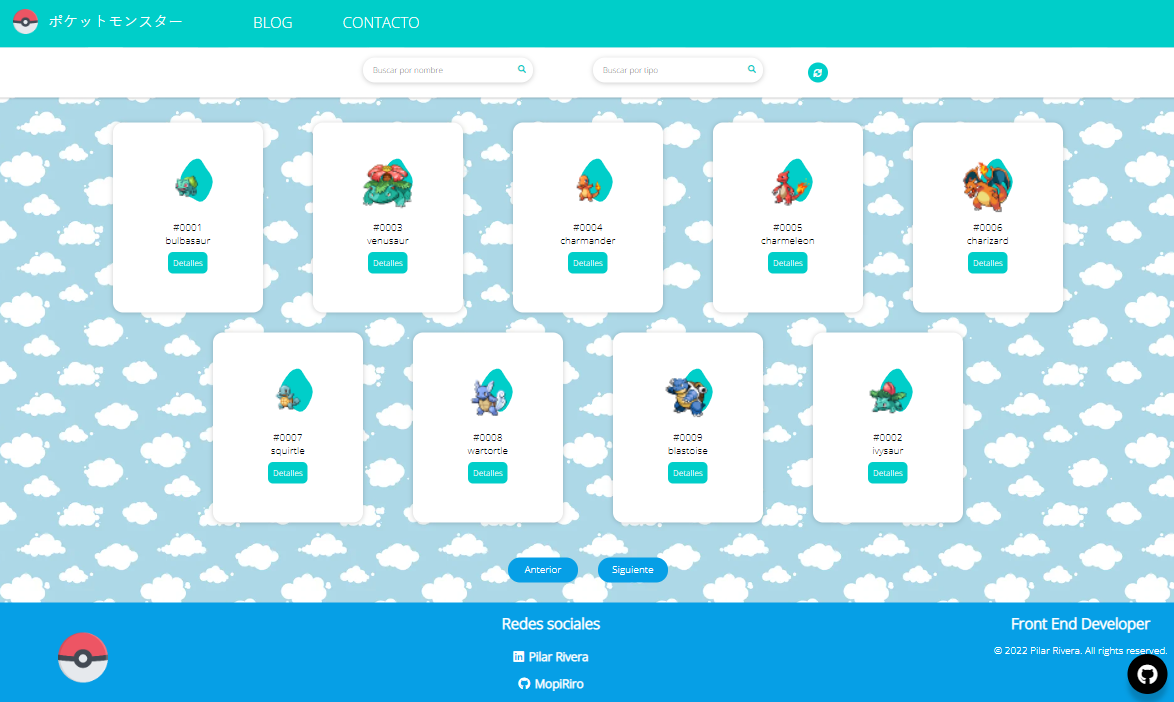 ポケットモンスター
BLOG
CONTACTO
Buscar por nombre
Buscar por tipo
#0001
bulbasaur
Detalles
#0003
venusaur
Detalles
#0004
charmander
Detalles
#0005
charmeleon
Detalles
#0006
charizard
Detalles
#0007
squirtle
Detalles
#0008
wartortle
Detalles
#0009
blastoise
Detalles
#0002
ivysaur
Detalles
Anterior
Siguiente
Redes sociales
Pilar Rivera
MopiRiro
Front End Developer
© 2022 Pilar Rivera. All rights reserved.